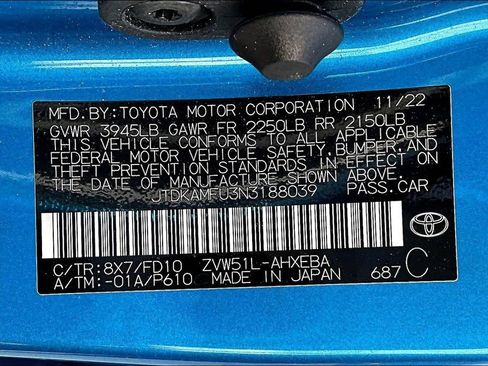 MFD.BY:TOYOTA MOTOR CORPORATION 11/22
GVWR 3945LB GAWR FR 2250LB RR 2150LB
THIS VEHICLE CONFORMS TO ALL APPLICABLE
FEDERAL MOTOR VEHICLE SAFETY,BUMPER,AND
THEFT PREVENTION STANDARDS IN EFFECT ON
THE DATE OF MANUFACTURE SHOWN ABOVE.
JTDKAMFU3N3188039 PASS.CAR
C/TR:8X7/FD10 ZVW51L-AHXEBA
A/TM:-01A/P610 MADE IN JAPAN 687 C
TOYOTA